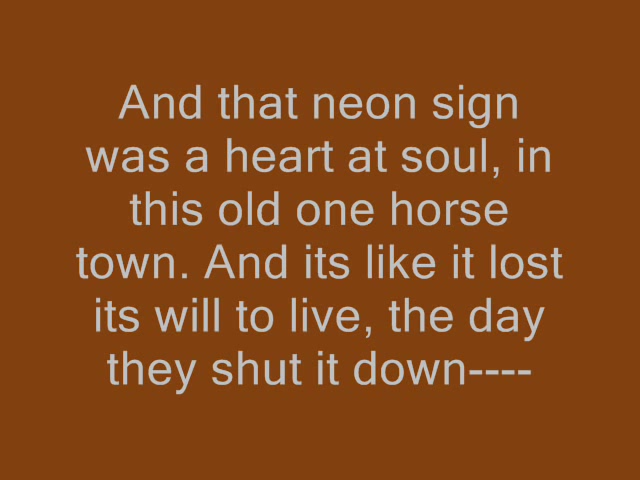 And that neon sign
was a heart at soul, in
this old one horse
town. And its like it lost
its will to live, the day
they shut it down----